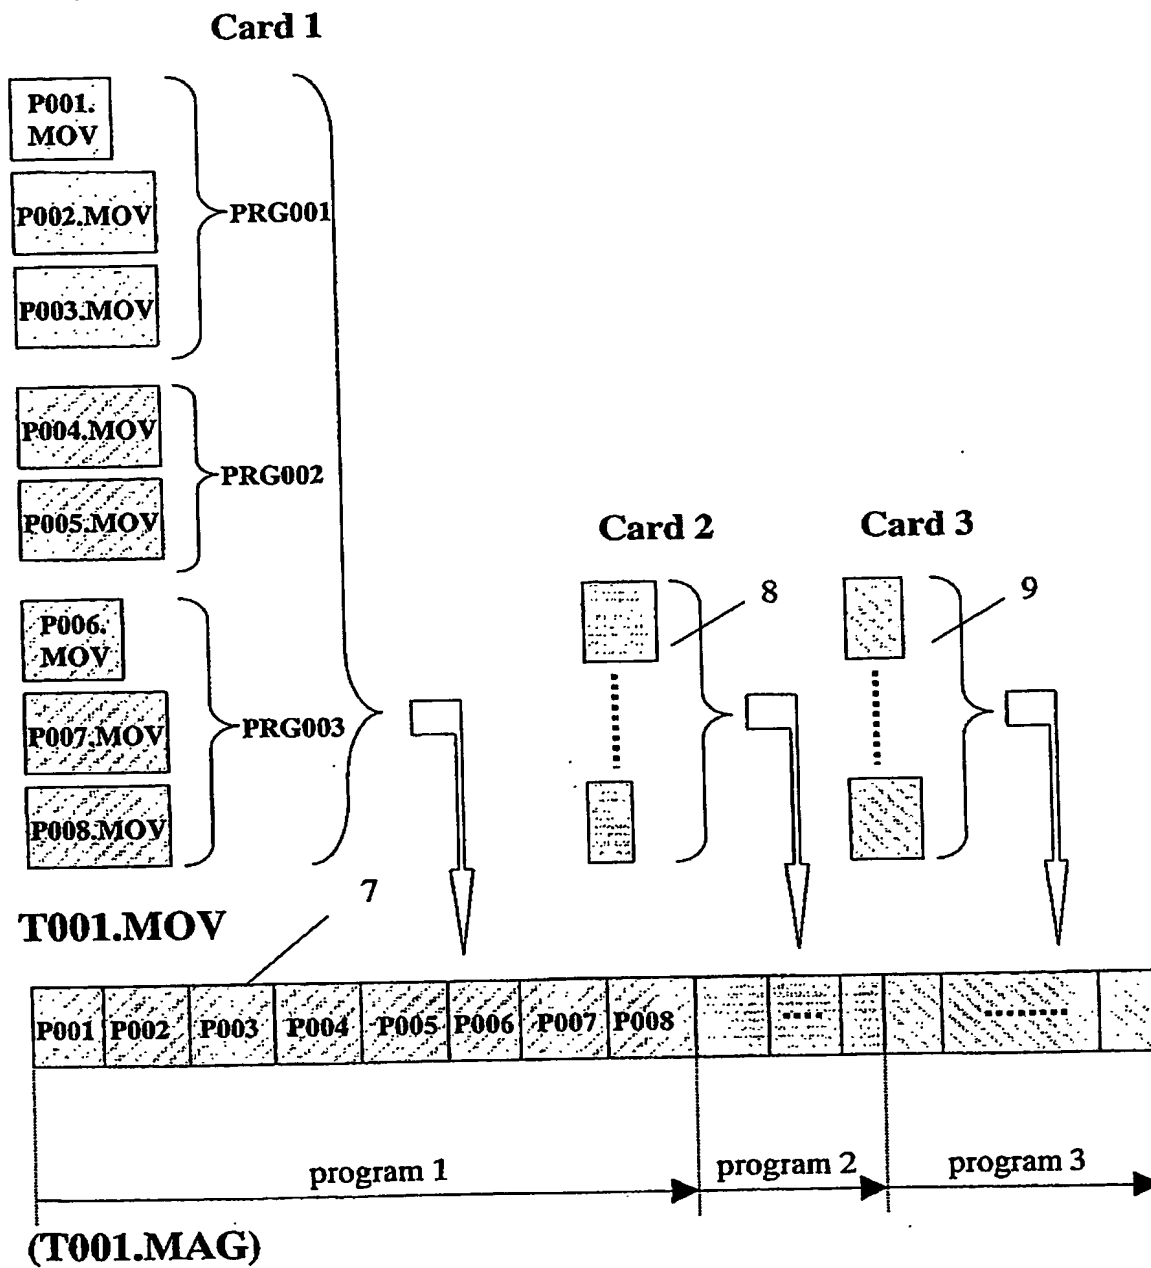 Card 1
P001.
MOV
P002.MOV
PRG001
P003.MOV
P004.MOV
PRG002
P005.MOV
Card 2
Card 3
8
9
P006.
MOV
P007.MOV
PRG003
P008.MOV
7
T001.MOV
P001 P002 P003 P004 P005 P006 P007 P008
program 1
program 2
program 3
(T001.MAG)